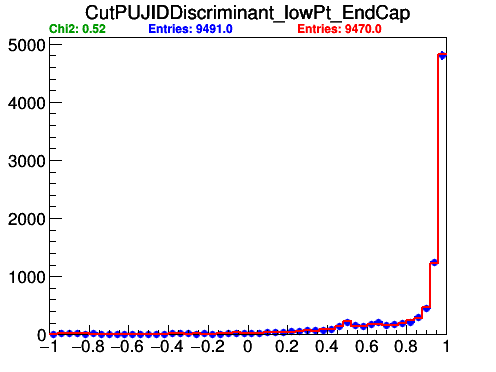 CutPUJIDDiscriminant_lowPt_EndCap
Chi2: 0.52 Entries: 9491.0 Entries: 9470.0
5000
4000
3000
2000
1000
0
−1 −0.8 −0.6 −0.4 −0.2 0 0.2 0.4 0.6 0.8 1